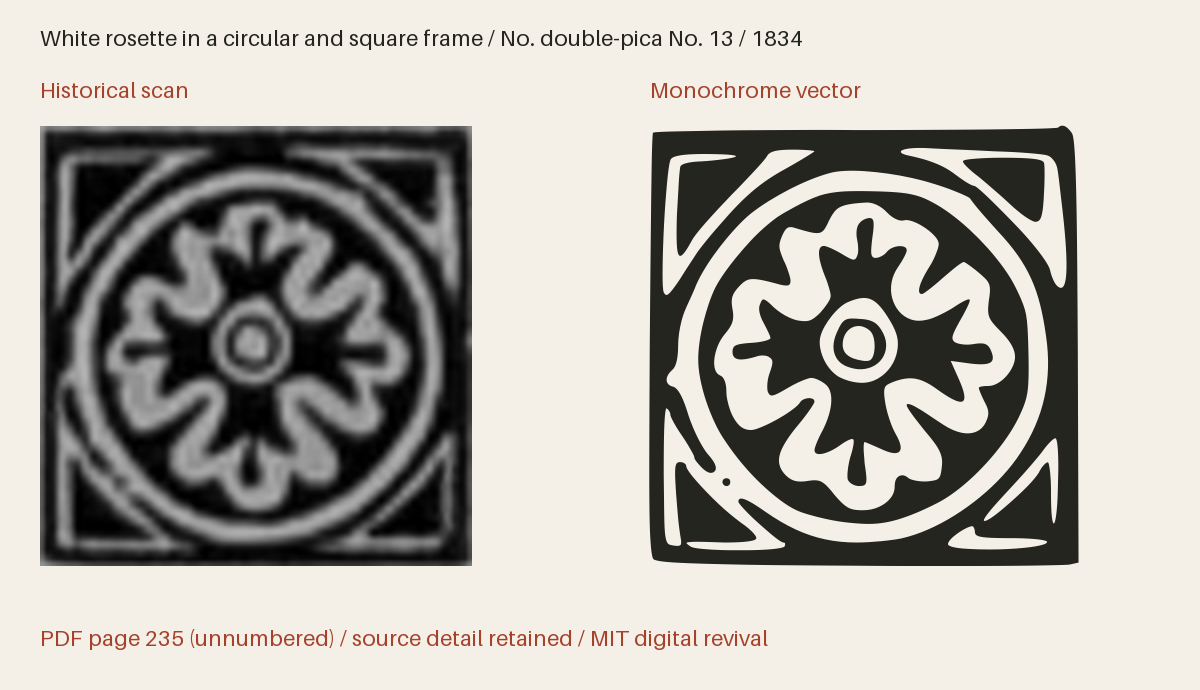 White rosette in a circular and square frame / No. double-pica No. 13 / 1834
Historical scan
Monochrome vector
PDF page 235 (unnumbered) / source detail retained / MIT digital revival